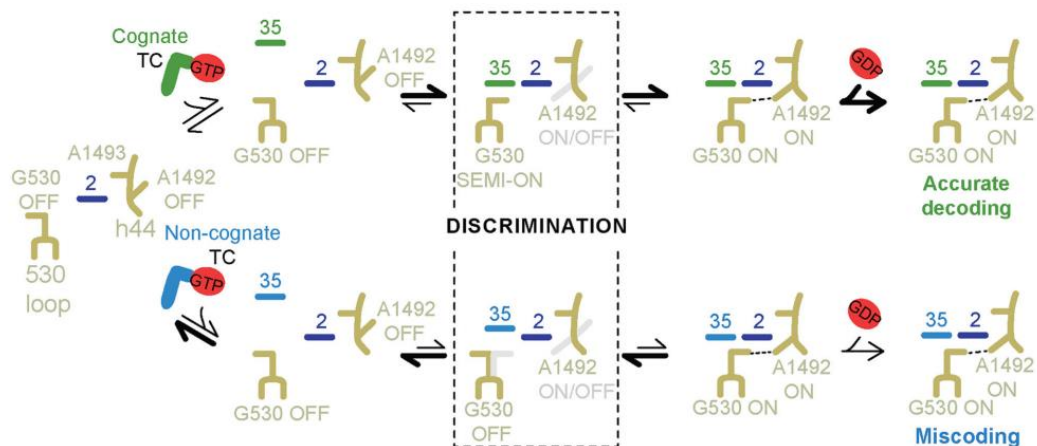 Cognate
TC
GTP
35
2
A1492
OFF
G530 OFF
35 2
A1492
ON/OFF
G530
SEMI-ON
35 2
A1492
ON
G530 ON
GDP
35 2
A1492
ON
G530 ON
Accurate
decoding
A1493
G530
OFF
2
A1492
OFF
h44
530
loop
DISCRIMINATION
Non-cognate
TC
GTP
35
2
A1492
OFF
G530 OFF
35
2
A1492
ON/OFF
G530
OFF
35 2
A1492
ON
G530 ON
GDP
35 2
A1492
ON
G530 ON
Miscoding